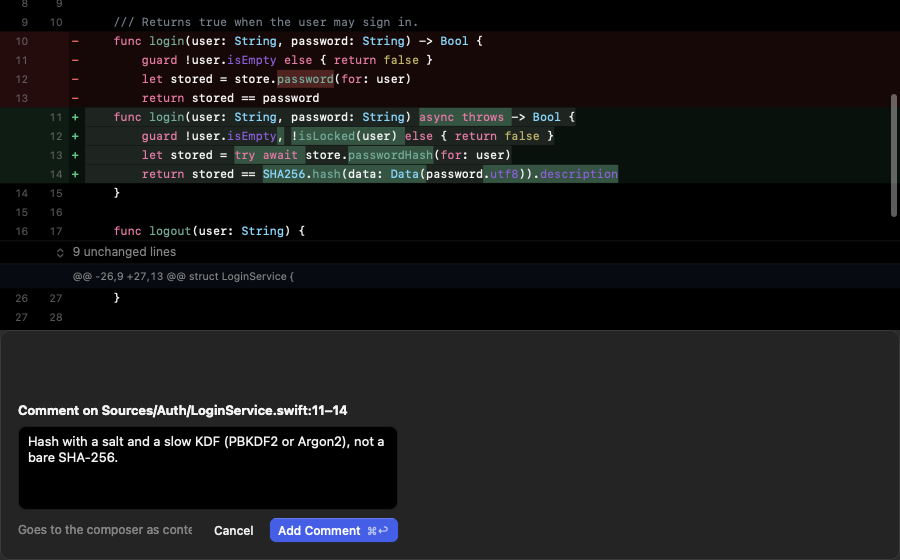 8 9
9 10 /// Returns true when the user may sign in.
10 − func login(user: String, password: String) -> Bool {
11 − guard !user.isEmpty else { return false }
12 − let stored = store.password(for: user)
13 − return stored == password
11 + func login(user: String, password: String) async throws -> Bool {
12 + guard !user.isEmpty, !isLocked(user) else { return false }
13 + let stored = try await store.passwordHash(for: user)
14 + return stored == SHA256.hash(data: Data(password.utf8)).description
14 15 }
15 16
16 17 func logout(user: String) {
9 unchanged lines
@@ -26,9 +27,13 @@ struct LoginService {
26 27 }
27 28
Comment on Sources/Auth/LoginService.swift:11–14
Hash with a salt and a slow KDF (PBKDF2 or Argon2), not a
bare SHA-256.
Goes to the composer as conte Cancel Add Comment ⌘⏎